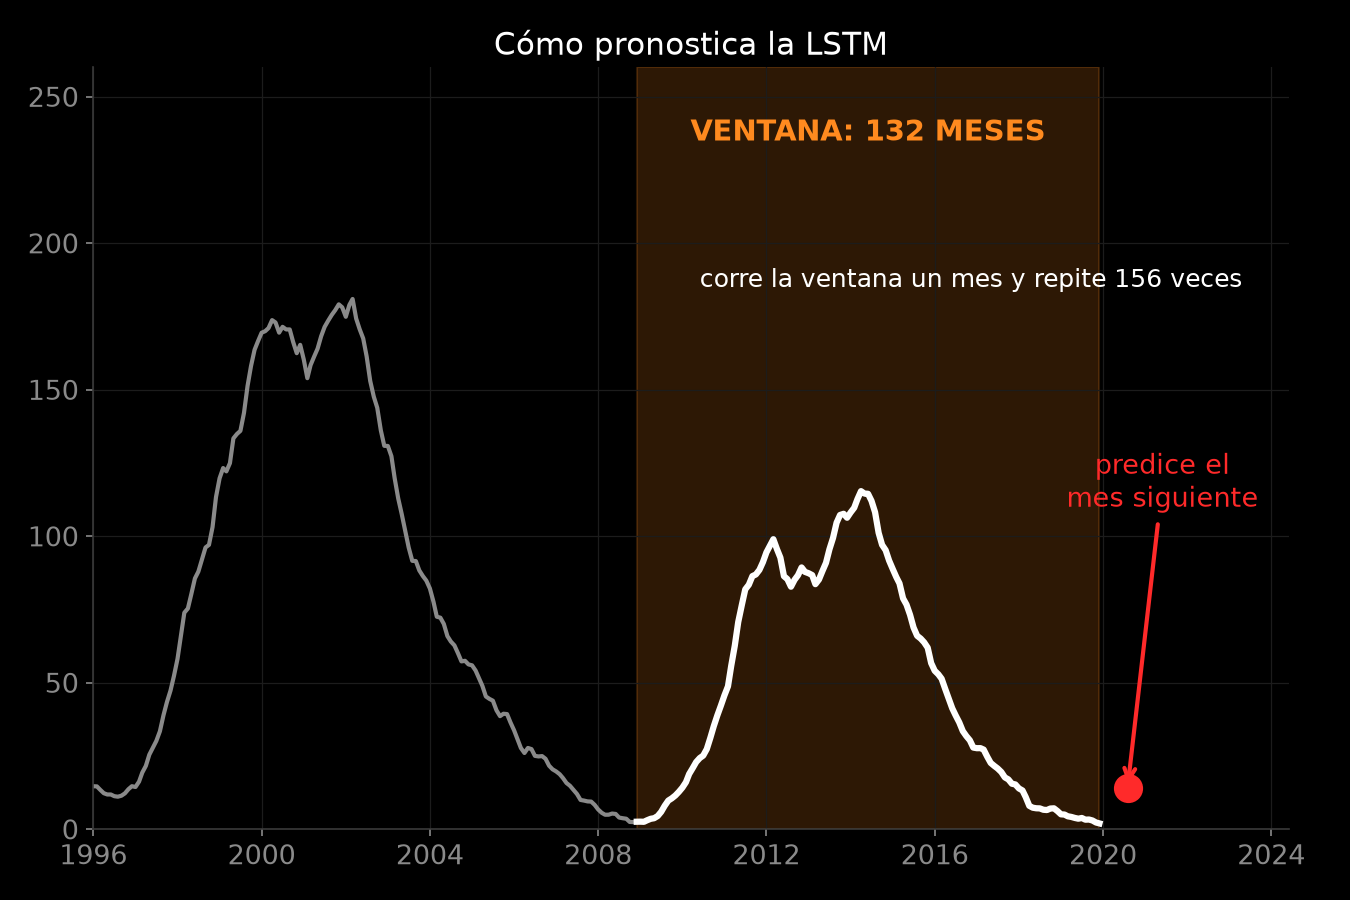 Cómo pronostica la LSTM
250
VENTANA: 132 MESES
200
corre la ventana un mes y repite 156 veces
150
predice el
mes siguiente
100
50
0
1996 2000 2004 2008 2012 2016 2020 2024